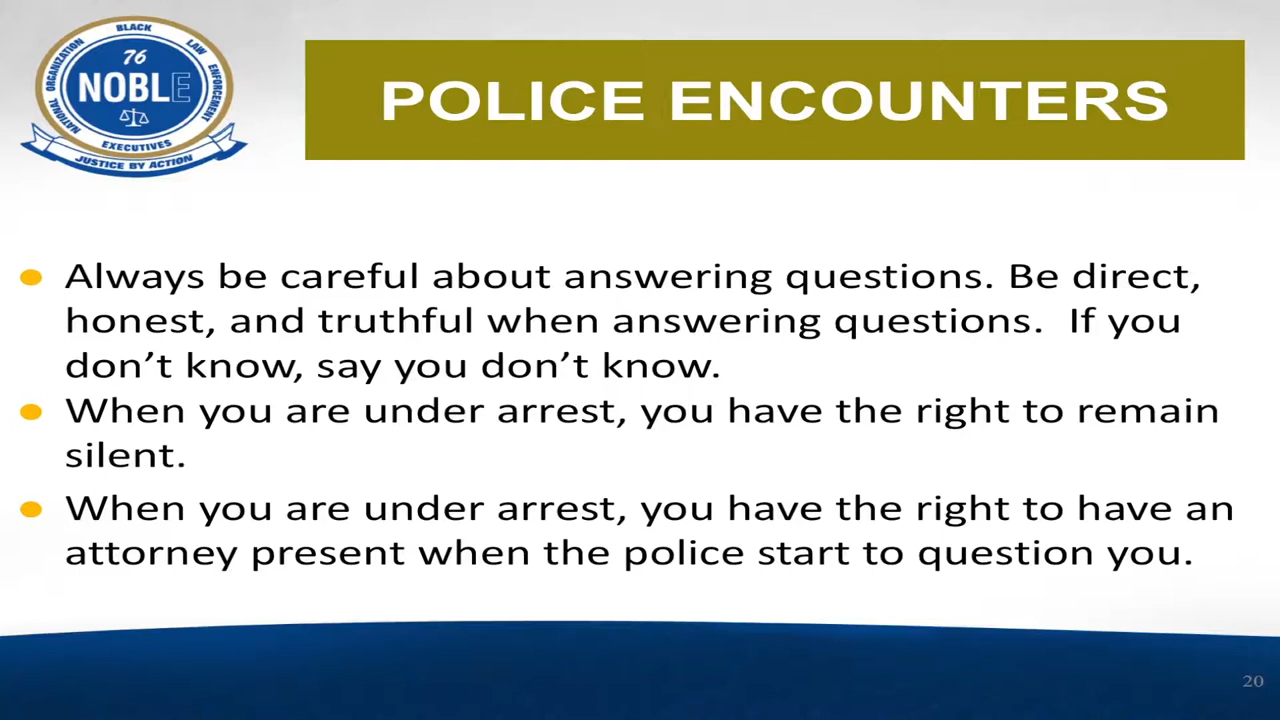 NATIONAL ORGANIZATION BLACK LAW ENFORCEMENT
76
NOBLE
EXECUTIVES
JUSTICE BY ACTION
POLICE ENCOUNTERS
Always be careful about answering questions. Be direct,
honest, and truthful when answering questions.  If you
don’t know, say you don’t know.
When you are under arrest, you have the right to remain
silent.
When you are under arrest, you have the right to have an
attorney present when the police start to question you.
20